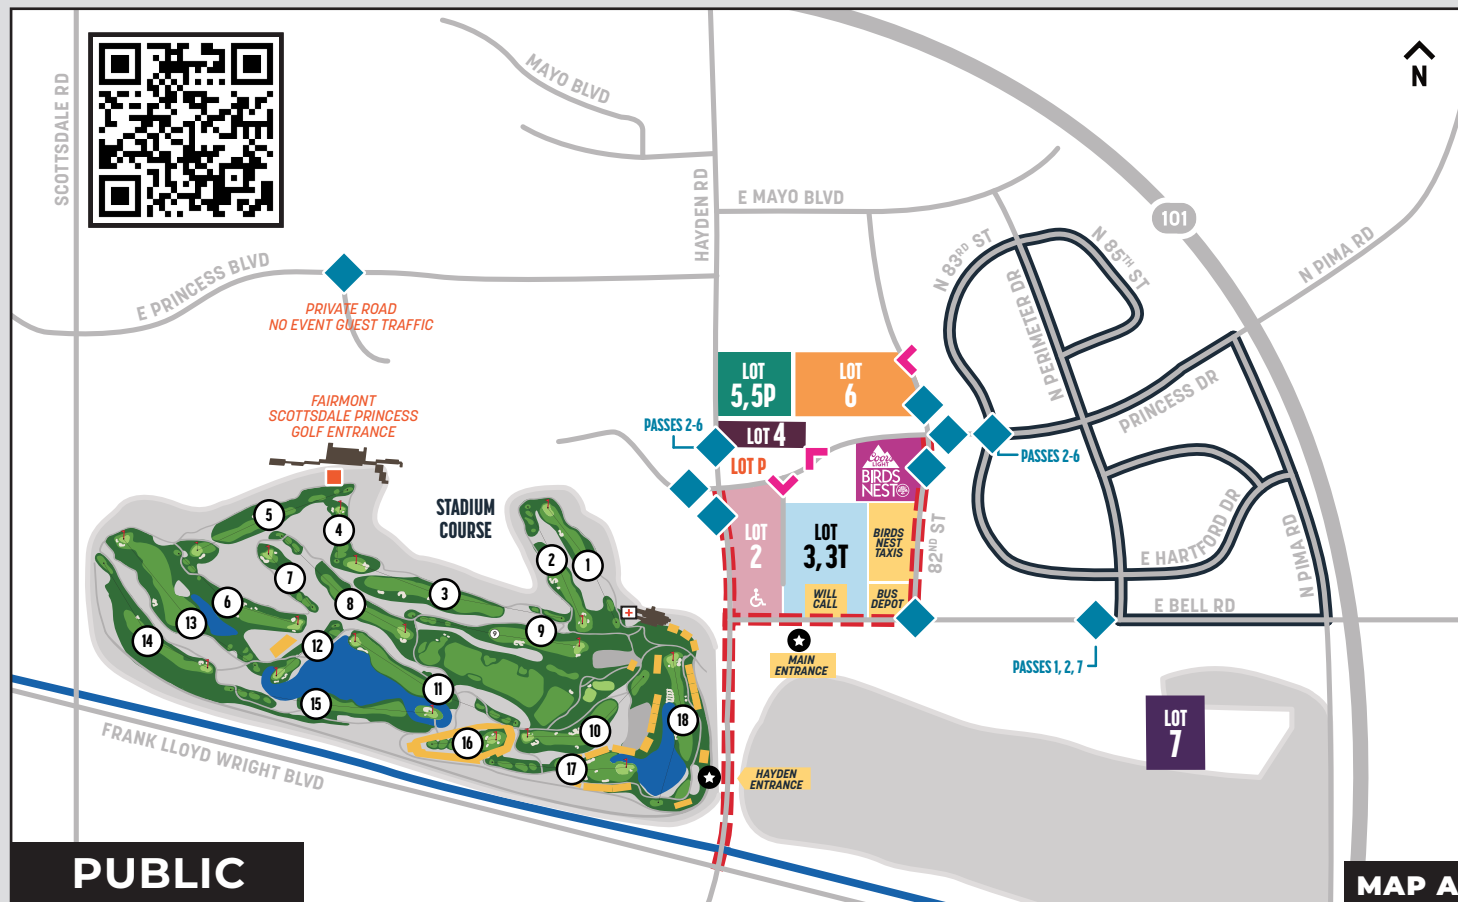 SCOTTSDALE RD
MAYO BLVD
N
HAYDEN RD
E MAYO BLVD
101
N PIMA RD
N 83RD ST
N 85TH ST
N PERIMETER DR
E PRINCESS BLVD
PRIVATE ROAD
NO EVENT GUEST TRAFFIC
LOT
5,5P
LOT
6
PRINCESS DR
FAIRMONT
SCOTTSDALE PRINCESS
GOLF ENTRANCE
PASSES 2-6
LOT 4
LOT P
PASSES 2-6
Coors
LIGHT
BIRDS
NEST
STADIUM
COURSE
LOT
2
LOT
3,3T
BIRDS
NEST
TAXIS
82ND ST
E HARTFORD DR
N PIMA RD
WILL
CALL
BUS
DEPOT
E BELL RD
MAIN
ENTRANCE
PASSES 1, 2, 7
5
4
2
1
7
3
6
8
13
9
14
12
11
15
16
10
18
17
9
LOT
7
HAYDEN
ENTRANCE
FRANK LLOYD WRIGHT BLVD
PUBLIC
MAP A